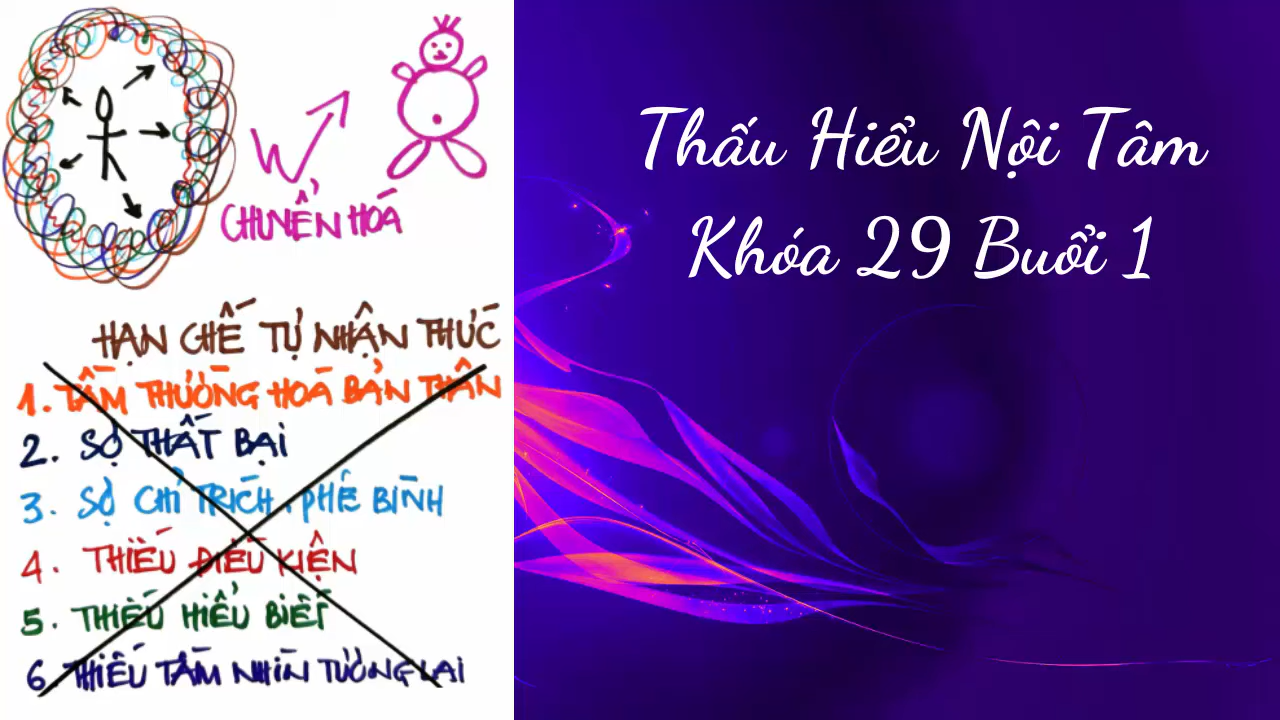 CHUYỂN HOÁ
HẠN CHẾ TỰ NHẬN THỨC
1. TẦM THƯỜNG HOÁ BẢN THÂN
2. SỢ THẤT BẠI
3. SỢ CHỈ TRÍCH, PHÊ BÌNH
4. THIẾU ĐIỀU KIỆN
5. THIẾU HIỂU BIẾT
6. THIẾU TẦM NHÌN TƯƠNG LAI
Thấu Hiểu Nội Tâm
Khóa 29 Buổi 1